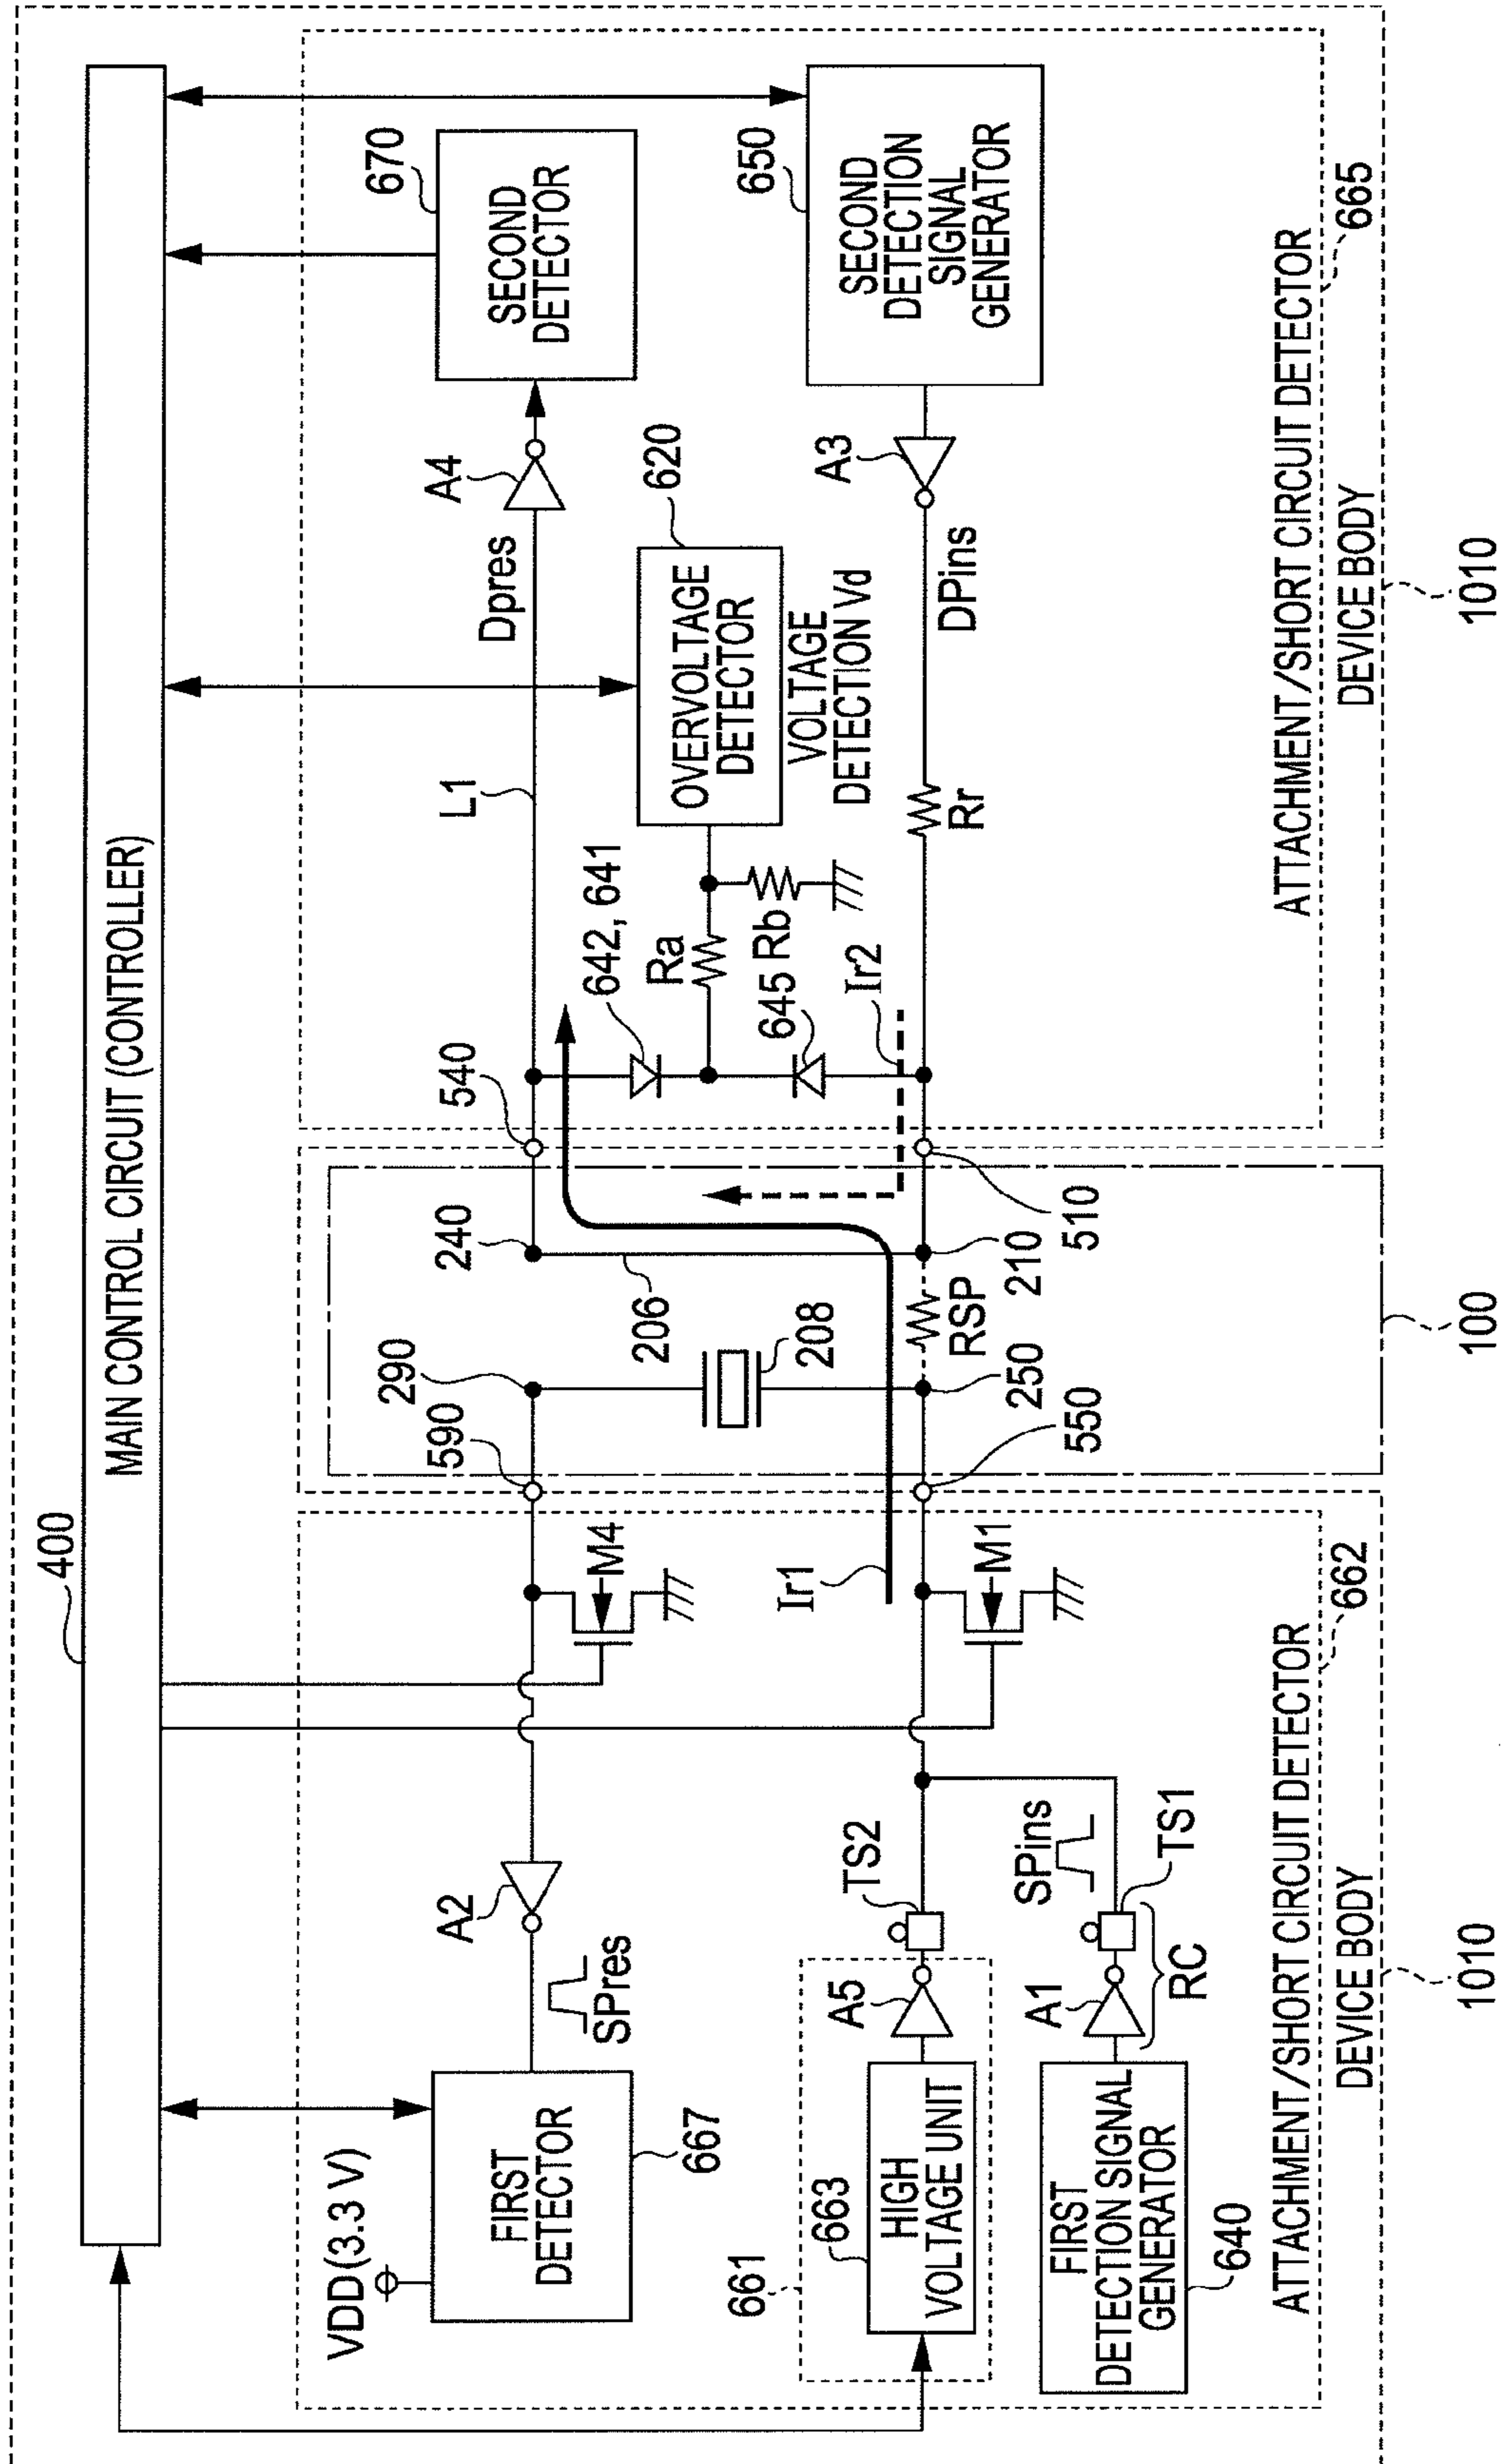 400
MAIN CONTROL CIRCUIT (CONTROLLER)
VDD (3.3 V)
FIRST
DETECTOR
667
SPres
A2
M4
590
290
240
540
L1
Dpres
A4
SECOND
DETECTOR
670
206
208
642, 641
Ra
Rb
645
OVERVOLTAGE
DETECTOR
620
VOLTAGE
DETECTION Vd
661
663
HIGH
VOLTAGE UNIT
A5
TS2
Ir1
M1
550
250
RSP
210
510
Ir2
Rr
DPins
A3
SECOND
DETECTION
SIGNAL
GENERATOR
650
FIRST
DETECTION SIGNAL
GENERATOR
640
A1
RC
SPins
TS1
ATTACHMENT/SHORT CIRCUIT DETECTOR
662
ATTACHMENT/SHORT CIRCUIT DETECTOR
665
DEVICE BODY
DEVICE BODY
1010
100
1010